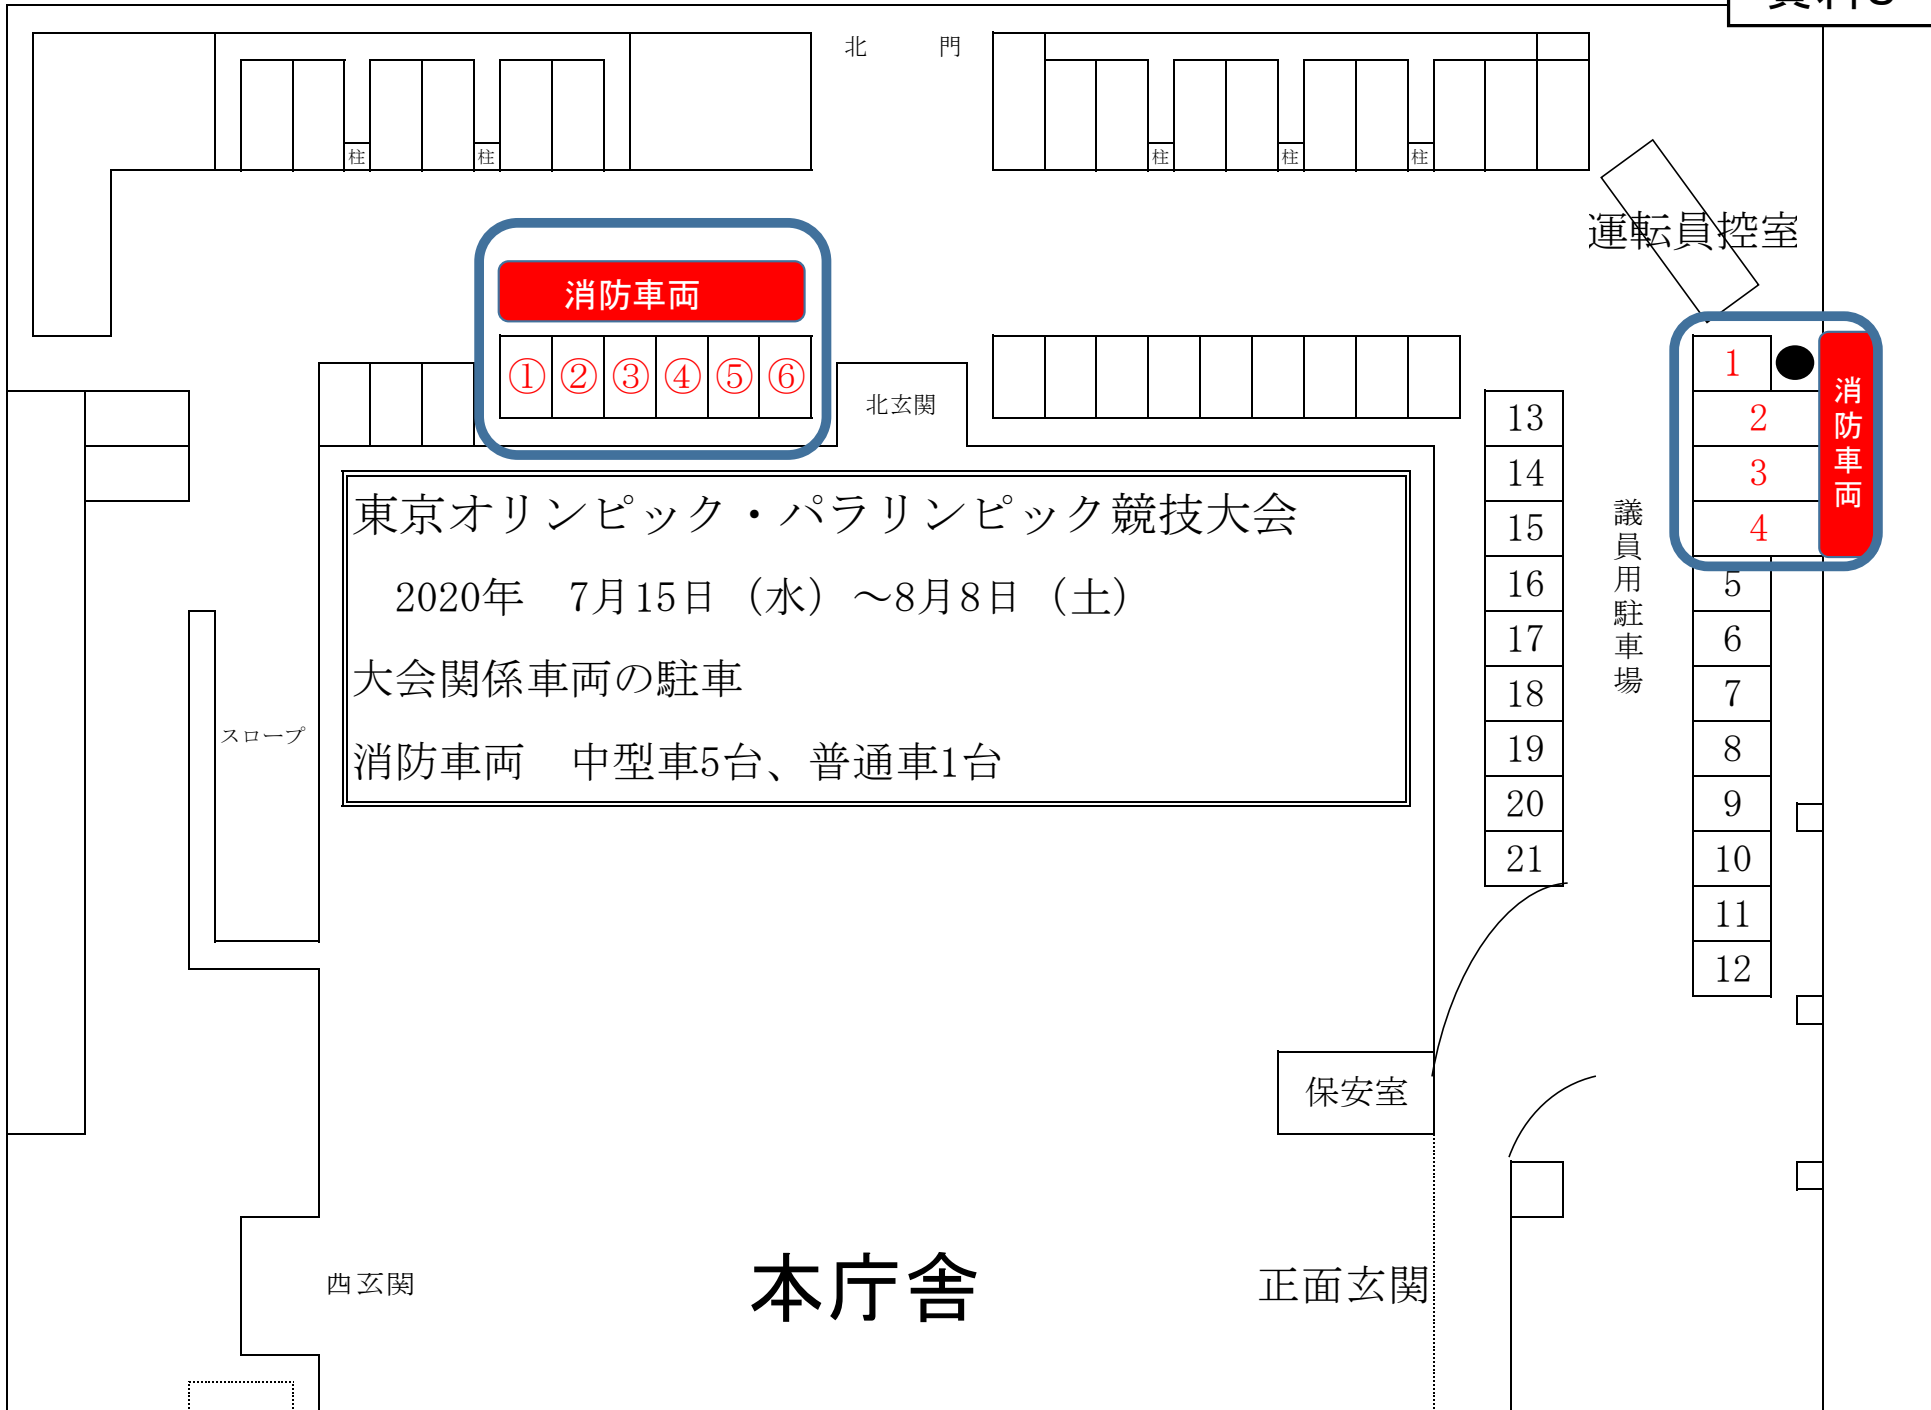 北　門
柱
柱
柱
柱
柱
運転員控室
消防車両
①②③④⑤⑥
北玄関
1
2
3
4
消防車両
5
6
7
8
9
10
11
12
13
14
15
16
17
18
19
20
21
議員用駐車場
東京オリンピック・パラリンピック競技大会
2020年　7月15日（水）～8月8日（土）
大会関係車両の駐車
消防車両　中型車5台、普通車1台
スロープ
保安室
西玄関
本庁舎
正面玄関